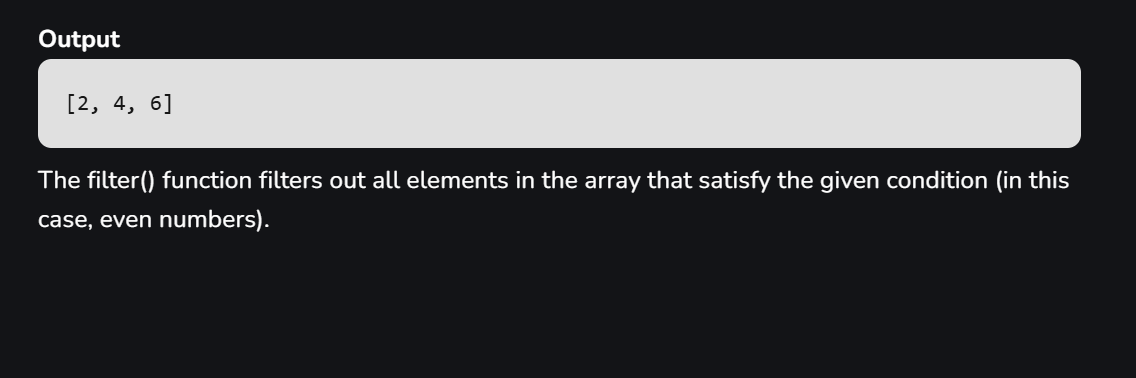 Output
[2, 4, 6]
The filter() function filters out all elements in the array that satisfy the given condition (in this
case, even numbers).